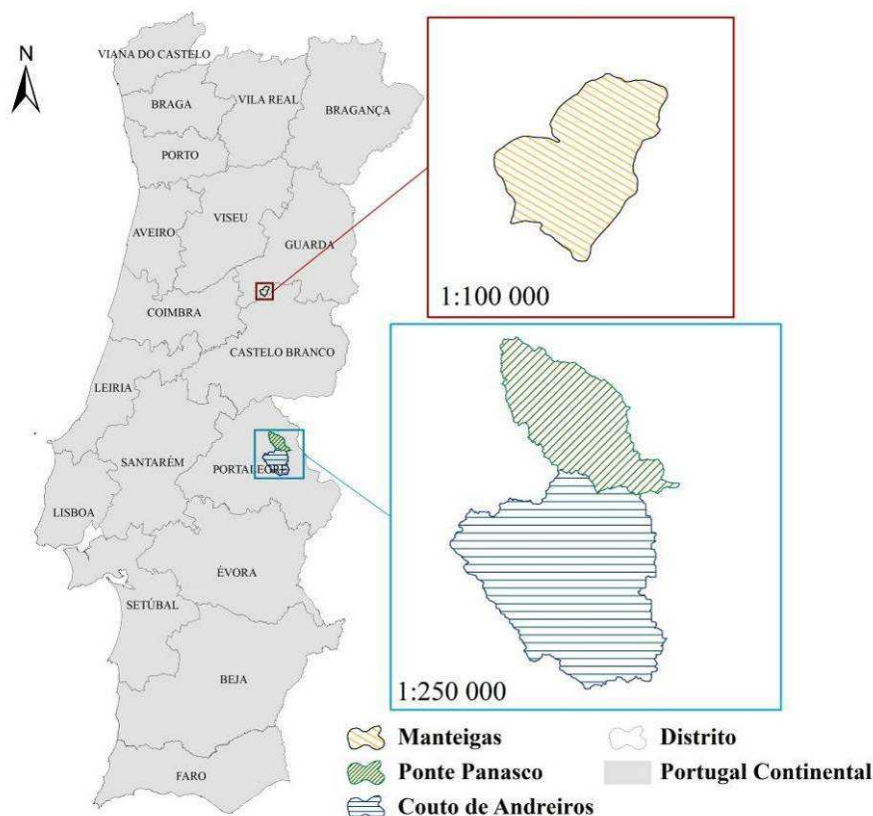 N
VIANA DO CASTELO
BRAGA
VILA REAL
BRAGANÇA
PORTO
AVEIRO
VISEU
GUARDA
COIMBRA
CASTELO BRANCO
LEIRIA
SANTARÉM
PORTALEGRE
LISBOA
ÉVORA
SETÚBAL
BEJA
FARO
1:100 000
1:250 000
Manteigas
Ponte Panasco
Couto de Andreiros
Distrito
Portugal Continental